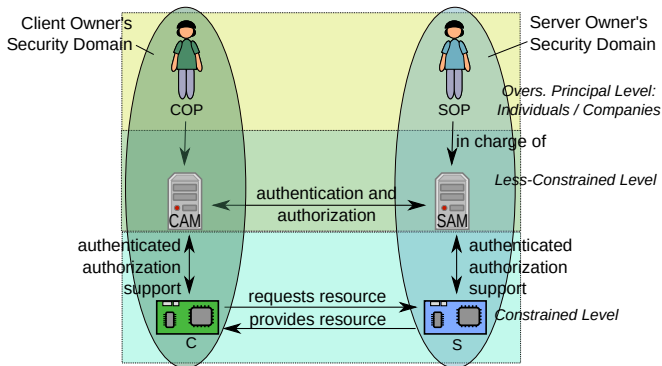 Client Owner's
Security Domain
Server Owner's
Security Domain
COP
SOP
Overs. Principal Level:
Individuals / Companies
in charge of
Less-Constrained Level
authentication and
authorization
CAM
SAM
authenticated
authorization
support
authenticated
authorization
support
requests resource
provides resource
Constrained Level
C
S